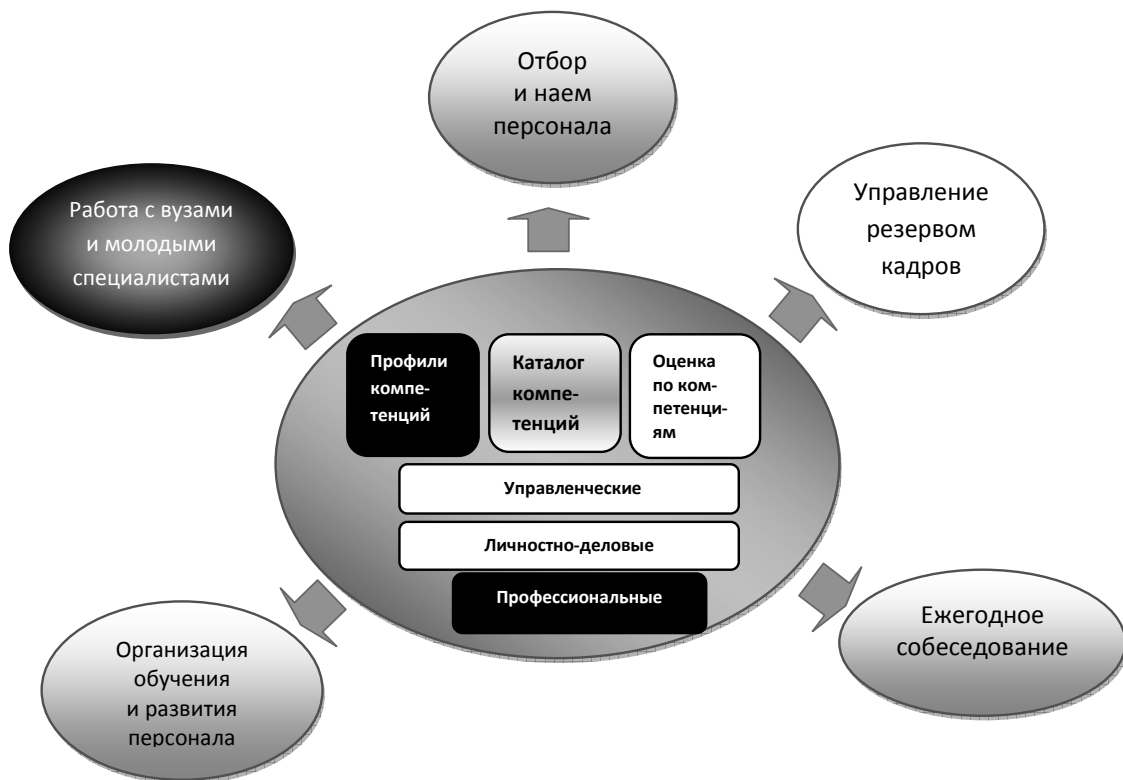 Отбор
и наем
персонала
Работа с вузами
и молодыми
специалистами
Управление
резервом
кадров
Профили
компе-
тенций
Каталог
компе-
тенций
Оценка
по ком-
петенци-
ям
Управленческие
Личностно-деловые
Профессиональные
Организация
обучения
и развития
персонала
Ежегодное
собеседование